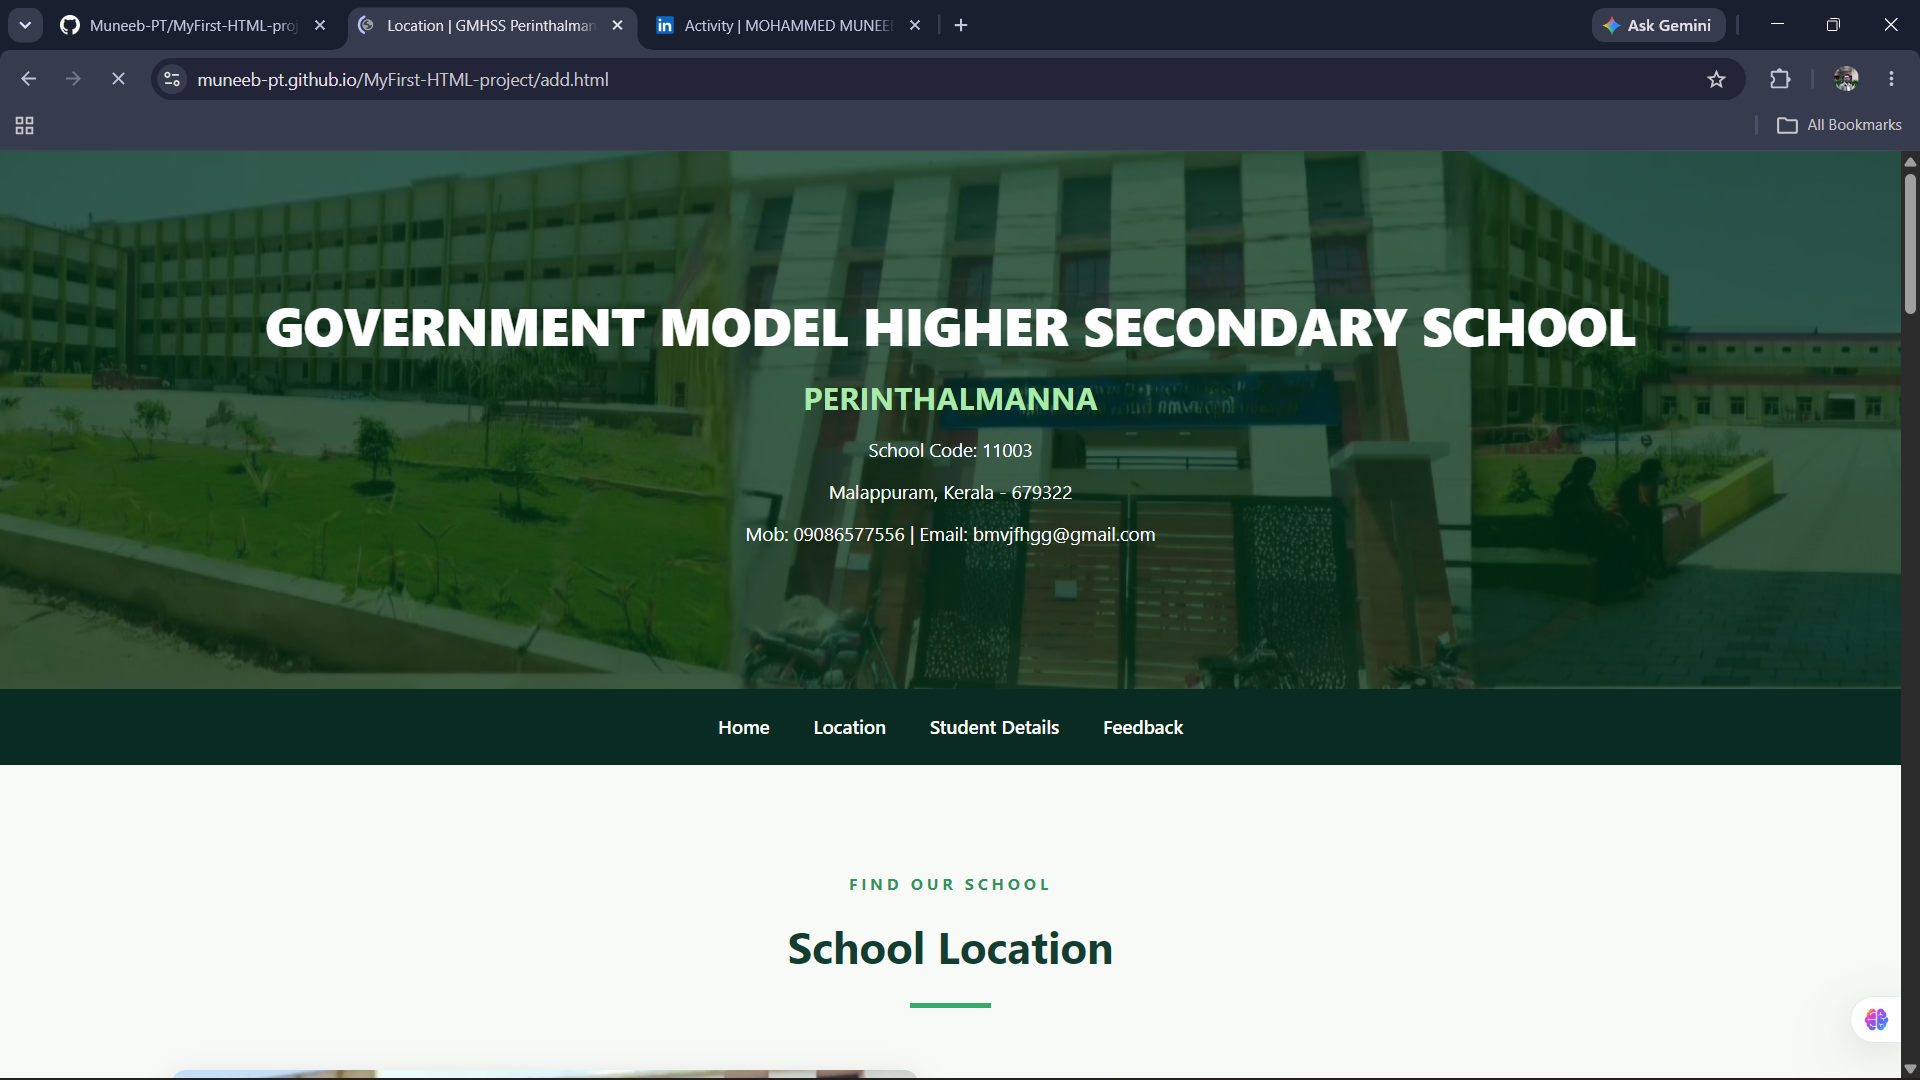 Muneeb-PT/MyFirst-HTML-proj
Location | GMHSS Perinthalman
Activity | MOHAMMED MUNEE
Ask Gemini
muneeb-pt.github.io/MyFirst-HTML-project/add.html
All Bookmarks
GOVERNMENT MODEL HIGHER SECONDARY SCHOOL
PERINTHALMANNA
School Code: 11003
Malappuram, Kerala - 679322
Mob: 09086577556 | Email: bmvjfhgg@gmail.com
Home Location Student Details Feedback
FIND OUR SCHOOL
School Location